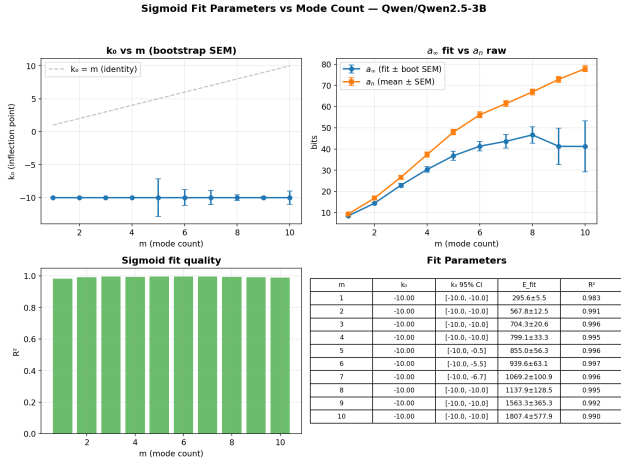 Sigmoid Fit Parameters vs Mode Count — Qwen/Qwen2.5-3B
k₀ vs m (bootstrap SEM)
k₀ = m (identity)
k₀ (inflection point)
10
5
0
−5
−10
2
4
6
8
10
m (mode count)
a∞ fit vs aₙ raw
a∞ (fit ± boot SEM)
aₙ (mean ± SEM)
bits
80
70
60
50
40
30
20
10
2
4
6
8
10
m (mode count)
Sigmoid fit quality
R²
1.0
0.8
0.6
0.4
0.2
0.0
2
4
6
8
10
m (mode count)
Fit Parameters
m k₀ k₀ 95% CI E_fit R²
1 -10.00 [-10.0, -10.0] 295.6±5.5 0.983
2 -10.00 [-10.0, -10.0] 567.8±12.5 0.991
3 -10.00 [-10.0, -10.0] 704.3±20.6 0.996
4 -10.00 [-10.0, -10.0] 799.1±33.3 0.995
5 -10.00 [-10.0, -0.5] 855.0±56.3 0.996
6 -10.00 [-10.0, -5.5] 939.6±63.1 0.997
7 -10.00 [-10.0, -6.7] 1069.2±100.9 0.996
8 -10.00 [-10.0, -10.0] 1137.9±128.5 0.995
9 -10.00 [-10.0, -10.0] 1563.3±365.3 0.992
10 -10.00 [-10.0, -10.0] 1807.4±577.9 0.990